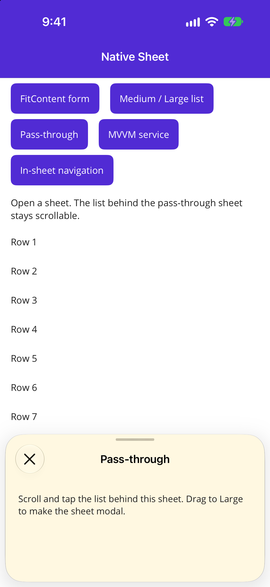 9:41
Native Sheet
FitContent form
Medium / Large list
Pass-through
MVVM service
In-sheet navigation
Open a sheet. The list behind the pass-through sheet
stays scrollable.
Row 1
Row 2
Row 3
Row 4
Row 5
Row 6
Row 7
Pass-through
Scroll and tap the list behind this sheet. Drag to Large
to make the sheet modal.